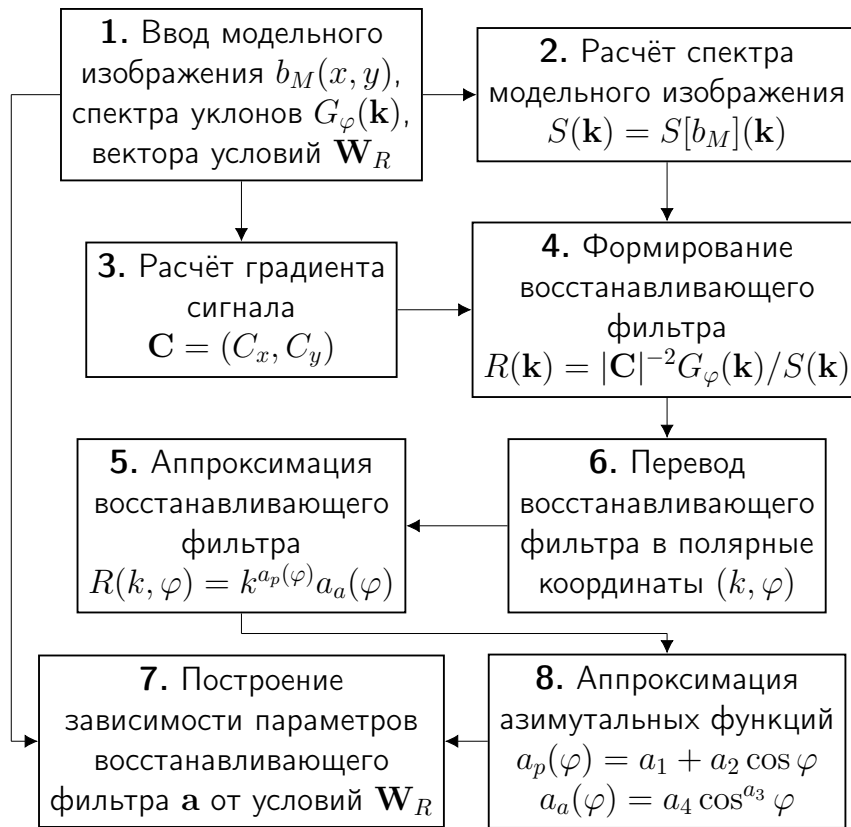 1. Ввод модельного
изображения b_M(x, y),
спектра уклонов G_φ(k),
вектора условий W_R
2. Расчёт спектра
модельного изображения
S(k) = S[b_M](k)
3. Расчёт градиента
сигнала
C = (C_x, C_y)
4. Формирование
восстанавливающего
фильтра
R(k) = |C|^{-2}G_φ(k)/S(k)
5. Аппроксимация
восстанавливающего
фильтра
R(k, φ) = k^{a_p(φ)}a_a(φ)
6. Перевод
восстанавливающего
фильтра в полярные
координаты (k, φ)
7. Построение
зависимости параметров
восстанавливающего
фильтра a от условий W_R
8. Аппроксимация
азимутальных функций
a_p(φ) = a_1 + a_2 cos φ
a_a(φ) = a_4 cos^{a_3} φ